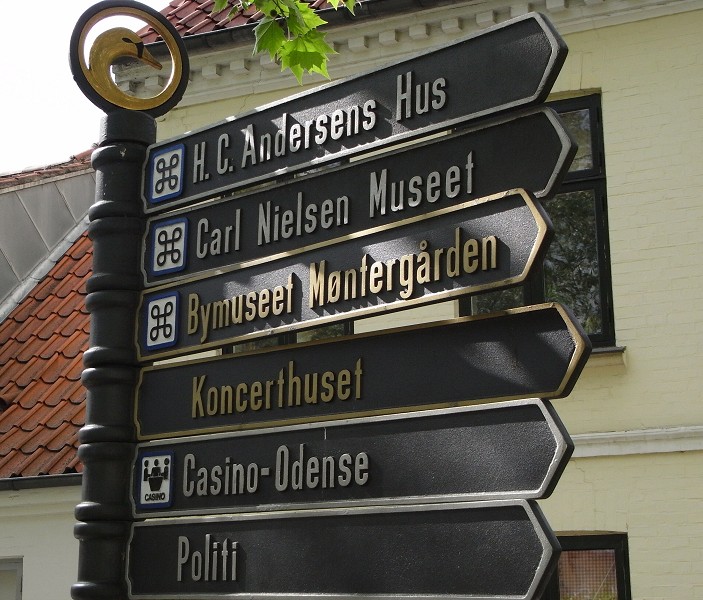 H. C. Andersens Hus
Carl Nielsen Museet
Bymuseet Møntergården
Koncerthuset
CASINO
Casino-Odense
Politi